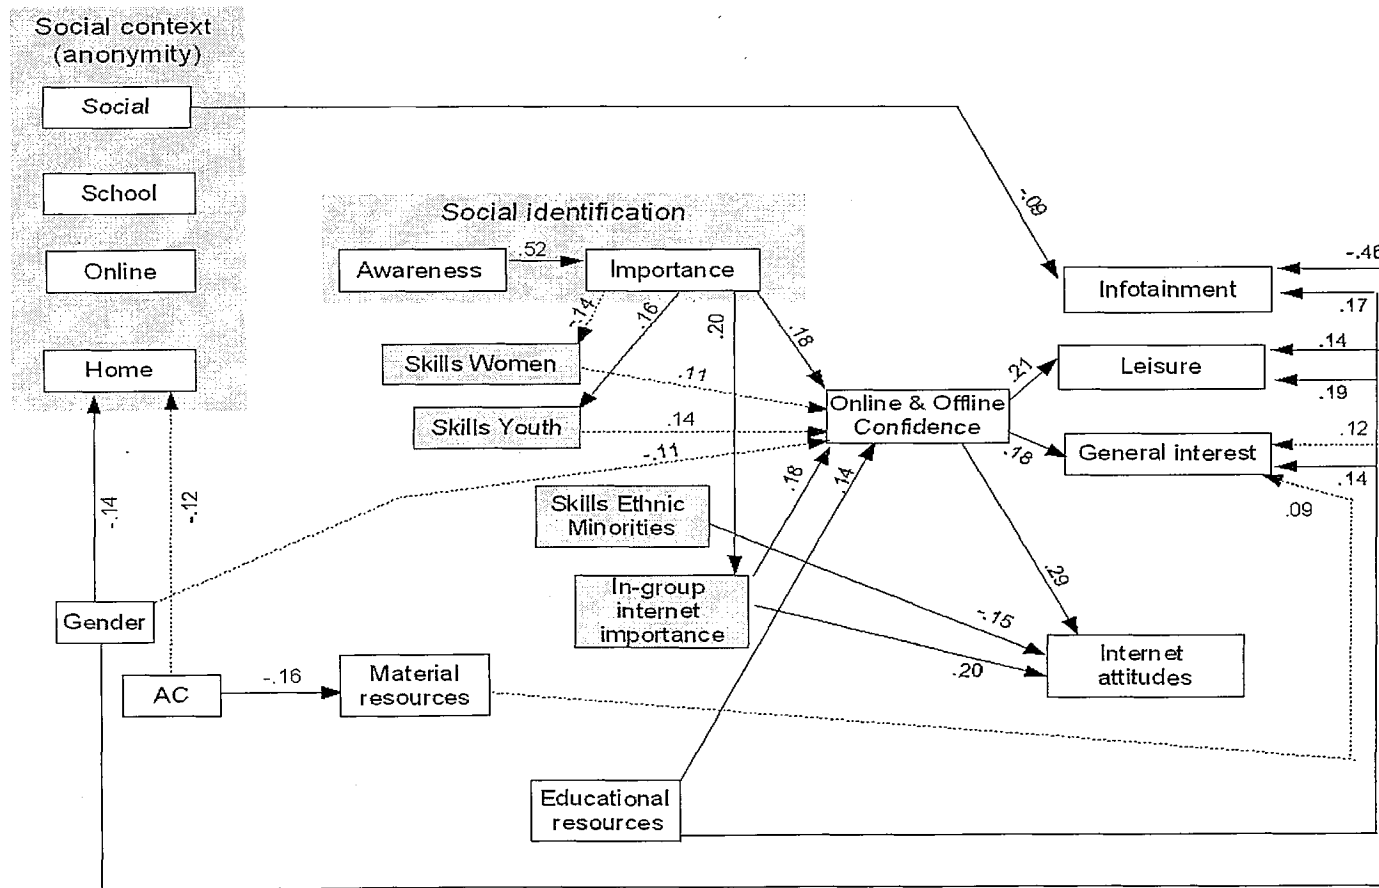 Social context
(anonymity)
Social
School
Online
Home
Social identification
Awareness
.52
Importance
-.14
.16
.20
.18
Skills Women
.11
Skills Youth
.14
-.11
Online & Offline
Confidence
.21
.18
-.09
Infotainment
-.46
.17
Leisure
.14
.19
General interest
.12
.14
.09
Skills Ethnic
Minorities
.18
.14
.29
In-group
internet
importance
-.15
.20
Internet
attitudes
-.14
-.12
Gender
AC
-.16
Material
resources
Educational
resources